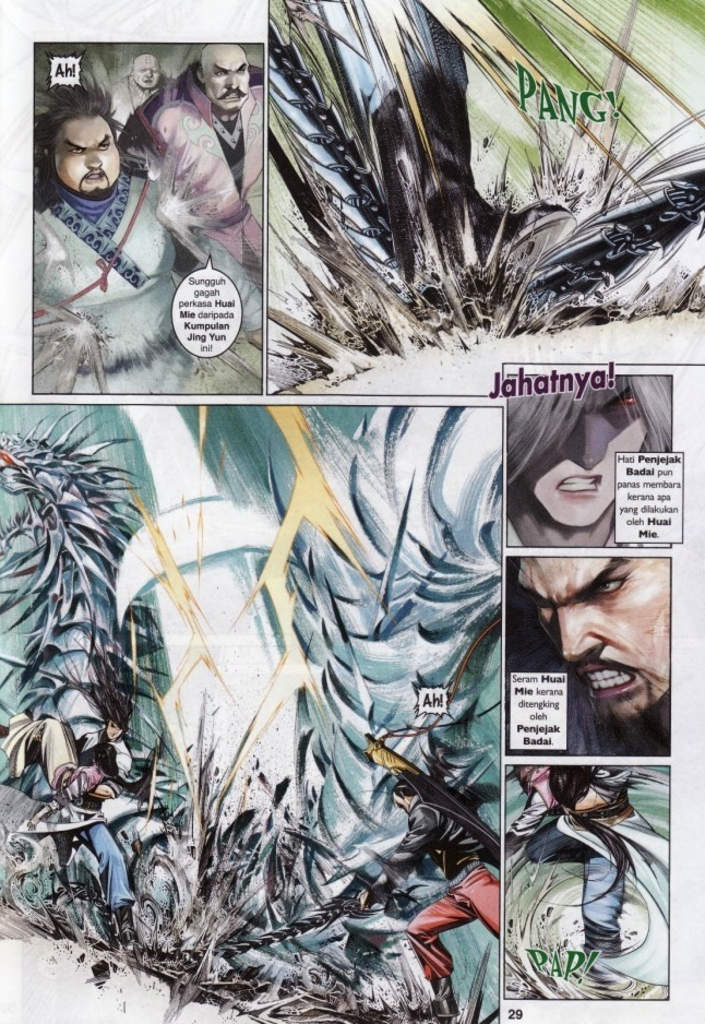 Ah!
Sungguh
gagah
perkasa Huai
Mie daripada
Kumpulan
Jing Yun
ini!
PANG!
Jahatnya!
Hati Penjejak
Badai pun
panas membara
kerana apa
yang dilakukan
oleh Huai
Mie.
Seram Huai
Mie kerana
ditengking
oleh
Penjejak
Badai.
Ah!
PAP!
29